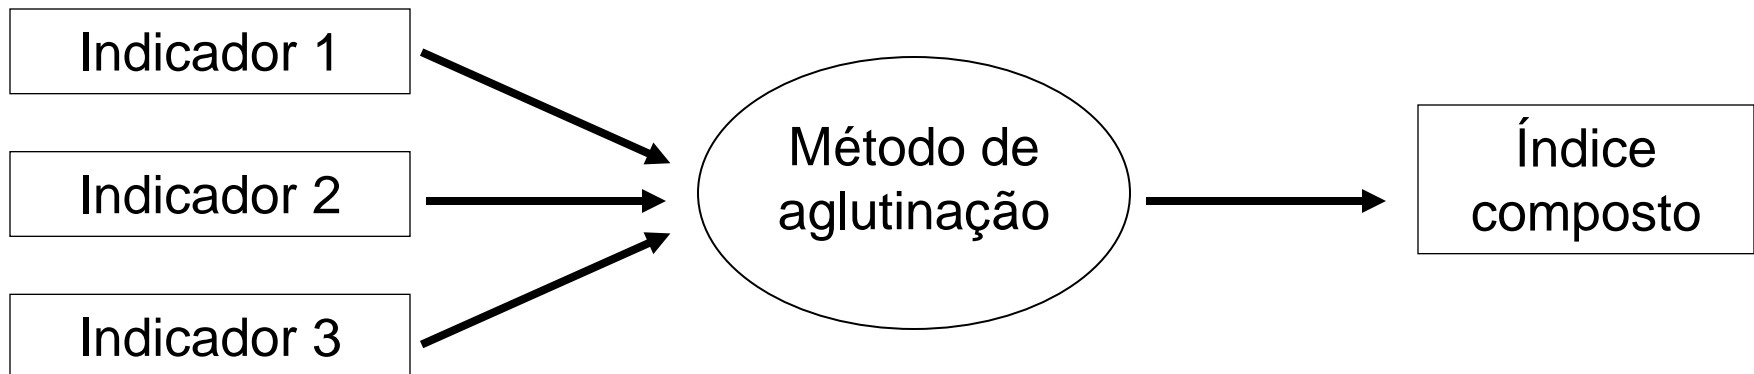 Indicador 1
Indicador 2
Indicador 3
Método de
aglutinação
Índice
composto